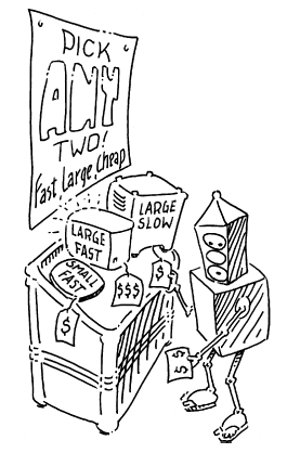 PICK
ANY
TWO!
Fast Large Cheap
LARGE
SLOW
LARGE
FAST
SMALL
FAST
$
$$$
$
$$